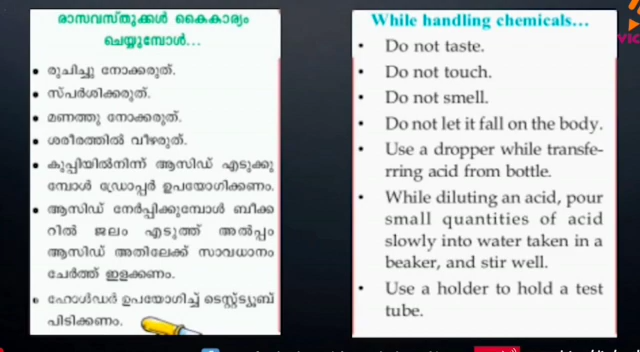 രാസവസ്തുക്കൾ കൈകാര്യം
ചെയ്യുമ്പോൾ...
• രുചിച്ചു നോക്കരുത്.
• സ്പർശിക്കരുത്.
• മണത്തു നോക്കരുത്.
• ശരീരത്തിൽ വീഴരുത്.
• കുപ്പിയിൽനിന്ന് ആസിഡ് എടുക്കു
മ്പോൾ ഡ്രോപ്പർ ഉപയോഗിക്കണം.
• ആസിഡ് നേർപ്പിക്കുമ്പോൾ ബീക്ക
റിൽ ജലം എടുത്ത് അൽപ്പം
ആസിഡ് അതിലേക്ക് സാവധാനം
ചേർത്ത് ഇളക്കണം.
• ഹോൾഡർ ഉപയോഗിച്ച് ടെസ്റ്റ്ട്യൂബ്
പിടിക്കണം.
While handling chemicals...
• Do not taste.
• Do not touch.
• Do not smell.
• Do not let it fall on the body.
• Use a dropper while transfe-
rring acid from bottle.
• While diluting an acid, pour
small quantities of acid
slowly into water taken in a
beaker, and stir well.
• Use a holder to hold a test
tube.